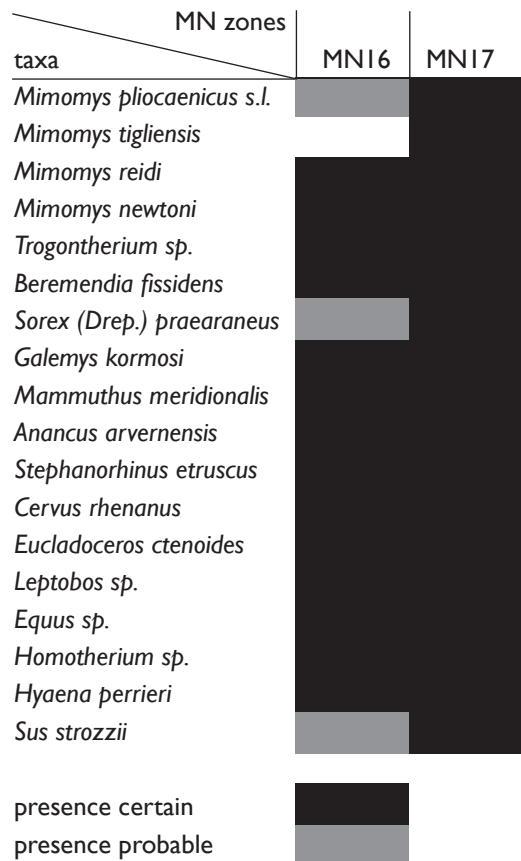 MN zones
taxa MN16 MN17
Mimomys pliocaenicus s.l.
Mimomys tigliensis
Mimomys reidi
Mimomys newtoni
Trogontherium sp.
Beremendia fissidens
Sorex (Drep.) praearaneus
Galemys kormosi
Mammuthus meridionalis
Anancus arvernensis
Stephanorhinus etruscus
Cervus rhenanus
Eucladoceros ctenoides
Leptobos sp.
Equus sp.
Homotherium sp.
Hyaena perrieri
Sus strozzii
presence certain
presence probable